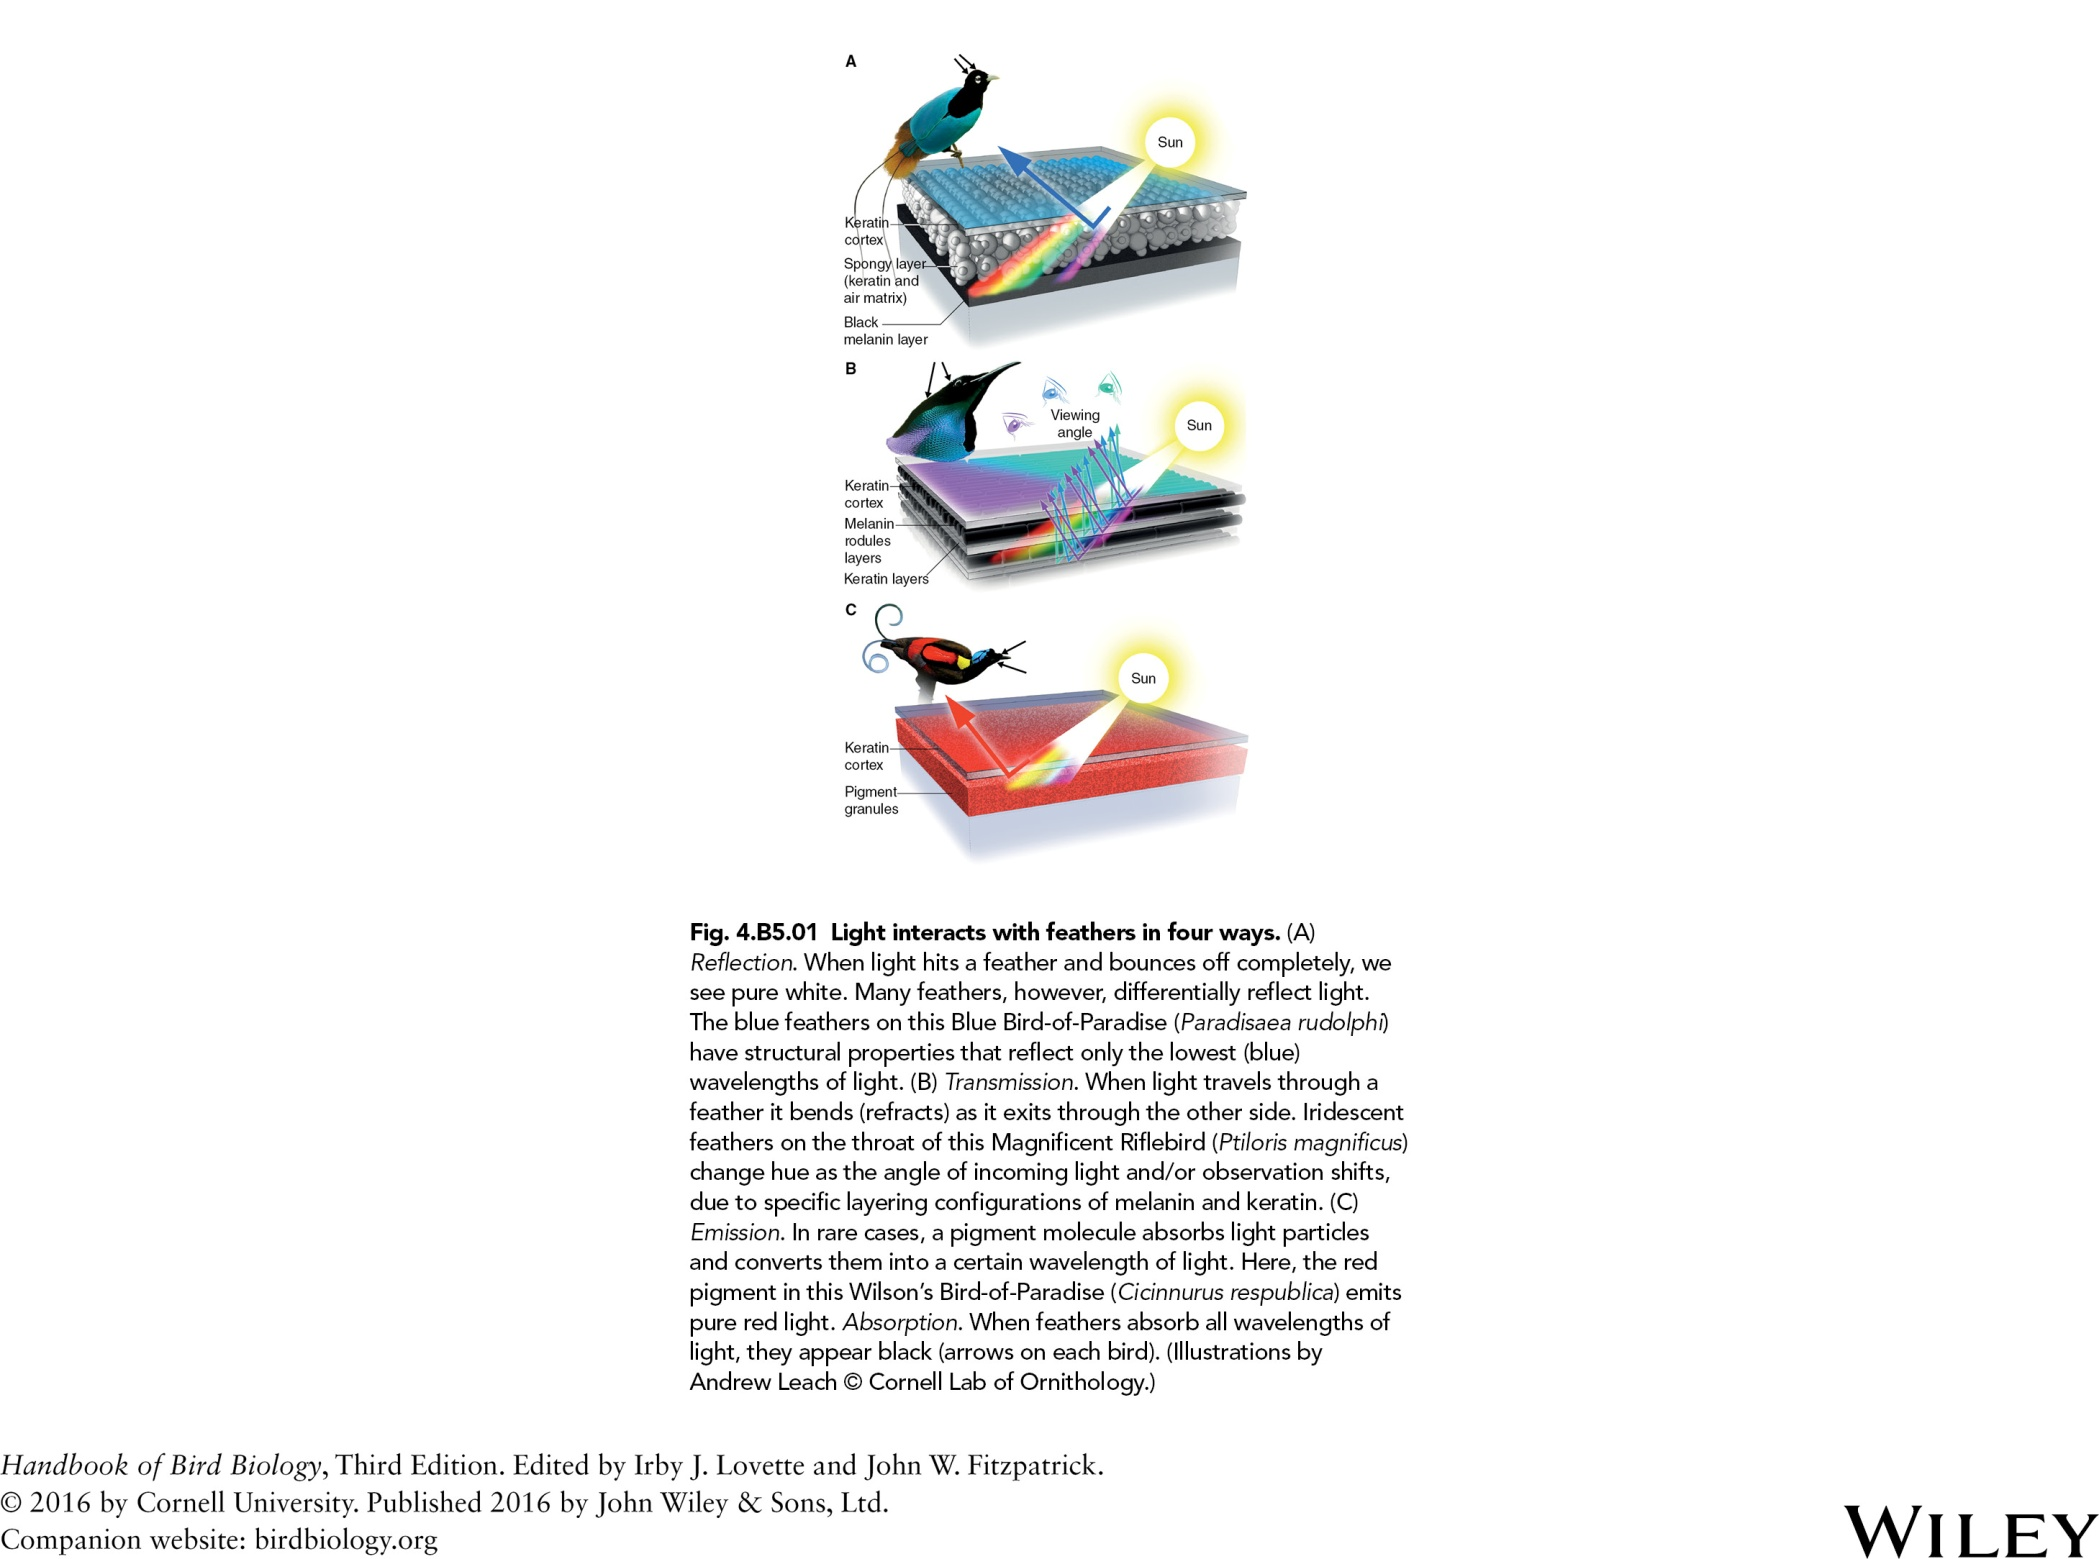 A
Sun
Keratin
cortex
Spongy layer
(keratin and
air matrix)
Black
melanin layer
B
Viewing
angle
Sun
Keratin
cortex
Melanin
rodules
layers
Keratin layers
C
Sun
Keratin
cortex
Pigment
granules
Fig. 4.B5.01 Light interacts with feathers in four ways. (A)
Reflection. When light hits a feather and bounces off completely, we
see pure white. Many feathers, however, differentially reflect light.
The blue feathers on this Blue Bird-of-Paradise (Paradisaea rudolphi)
have structural properties that reflect only the lowest (blue)
wavelengths of light. (B) Transmission. When light travels through a
feather it bends (refracts) as it exits through the other side. Iridescent
feathers on the throat of this Magnificent Riflebird (Ptiloris magnificus)
change hue as the angle of incoming light and/or observation shifts,
due to specific layering configurations of melanin and keratin. (C)
Emission. In rare cases, a pigment molecule absorbs light particles
and converts them into a certain wavelength of light. Here, the red
pigment in this Wilson’s Bird-of-Paradise (Cicinnurus respublica) emits
pure red light. Absorption. When feathers absorb all wavelengths of
light, they appear black (arrows on each bird). (Illustrations by
Andrew Leach © Cornell Lab of Ornithology.)
Handbook of Bird Biology, Third Edition. Edited by Irby J. Lovette and John W. Fitzpatrick.
© 2016 by Cornell University. Published 2016 by John Wiley & Sons, Ltd.
Companion website: birdbiology.org
WILEY